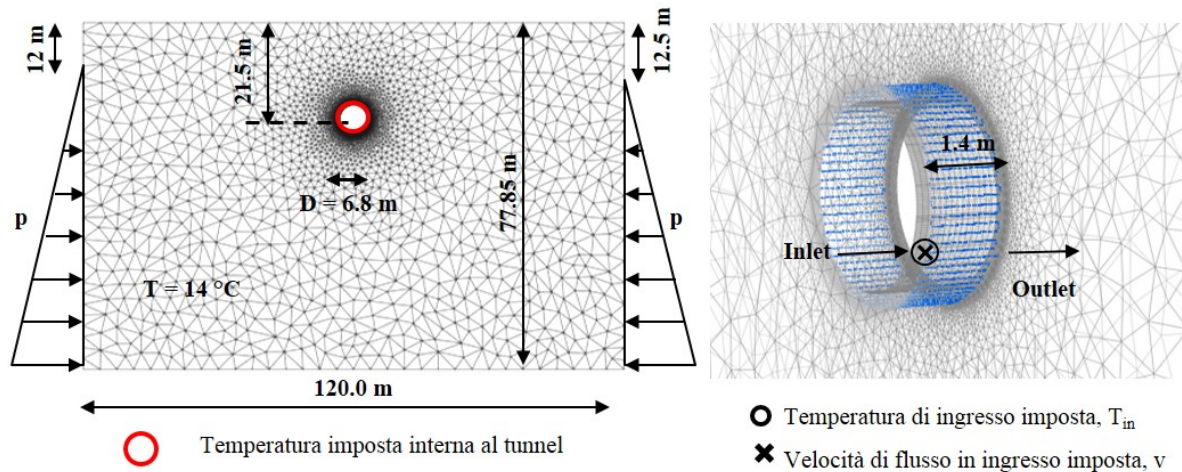 12 m
21.5 m
12.5 m
D = 6.8 m
77.85 m
p
p
T = 14 °C
120.0 m
Temperatura imposta interna al tunnel
1.4 m
Inlet
Outlet
Temperatura di ingresso imposta, T_in
Velocità di flusso in ingresso imposta, v